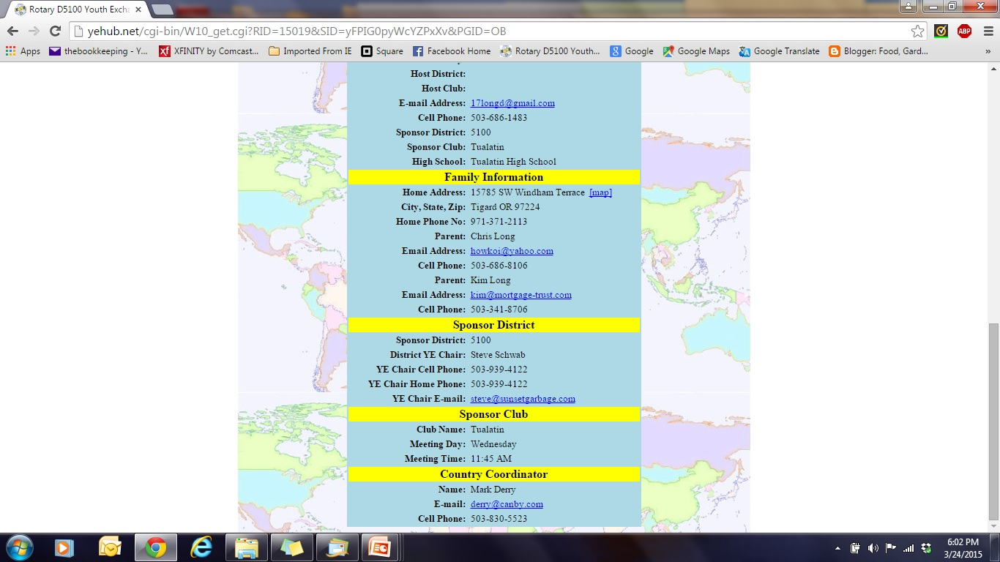 Rotary D5100 Youth Excha
yehub.net/cgi-bin/W10_get.cgi?RID=15019&SID=yFPIG0pyWcYZPxXv&PGID=OB
ABP
Apps thebookkeeping - Y... xf XFINITY by Comcast... Imported From IE Square Facebook Home Rotary D5100 Youth... Google Google Maps Google Translate Blogger: Food, Gard... »
Host District:
Host Club:
E-mail Address: 17longd@gmail.com
Cell Phone: 503-686-1483
Sponsor District: 5100
Sponsor Club: Tualatin
High School: Tualatin High School
Family Information
Home Address: 15785 SW Windham Terrace [map]
City, State, Zip: Tigard OR 97224
Home Phone No: 971-371-2113
Parent: Chris Long
Email Address: howkoi@yahoo.com
Cell Phone: 503-686-8106
Parent: Kim Long
Email Address: kim@mortgage-trust.com
Cell Phone: 503-341-8706
Sponsor District
Sponsor District: 5100
District YE Chair: Steve Schwab
YE Chair Cell Phone: 503-939-4122
YE Chair Home Phone: 503-939-4122
YE Chair E-mail: steve@sunsetgarbage.com
Sponsor Club
Club Name: Tualatin
Meeting Day: Wednesday
Meeting Time: 11:45 AM
Country Coordinator
Name: Mark Derry
E-mail: derry@canby.com
Cell Phone: 503-830-5523
6:02 PM
3/24/2015